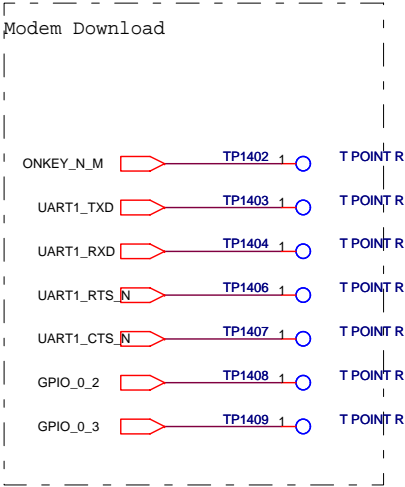 Modem Download
ONKEY_N_M TP1402 1 T POINT R
UART1_TXD TP1403 1 T POINT R
UART1_RXD TP1404 1 T POINT R
UART1_RTS_N TP1406 1 T POINT R
UART1_CTS_N TP1407 1 T POINT R
GPIO_0_2 TP1408 1 T POINT R
GPIO_0_3 TP1409 1 T POINT R